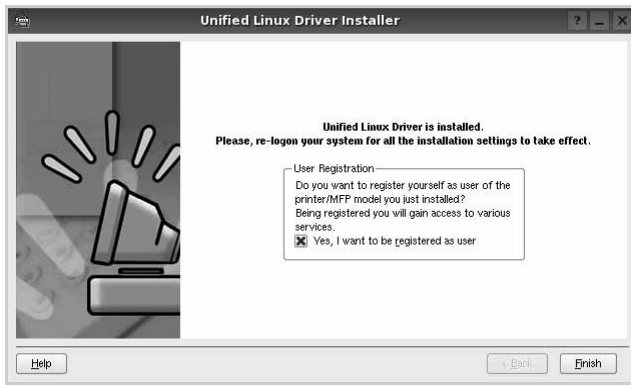 Unified Linux Driver Installer
Unified Linux Driver is installed.
Please, re-logon your system for all the installation settings to take effect.
User Registration
Do you want to register yourself as user of the
printer/MFP model you just installed?
Being registered you will gain access to various
services.
Yes, I want to be registered as user
Help
< Back
Finish